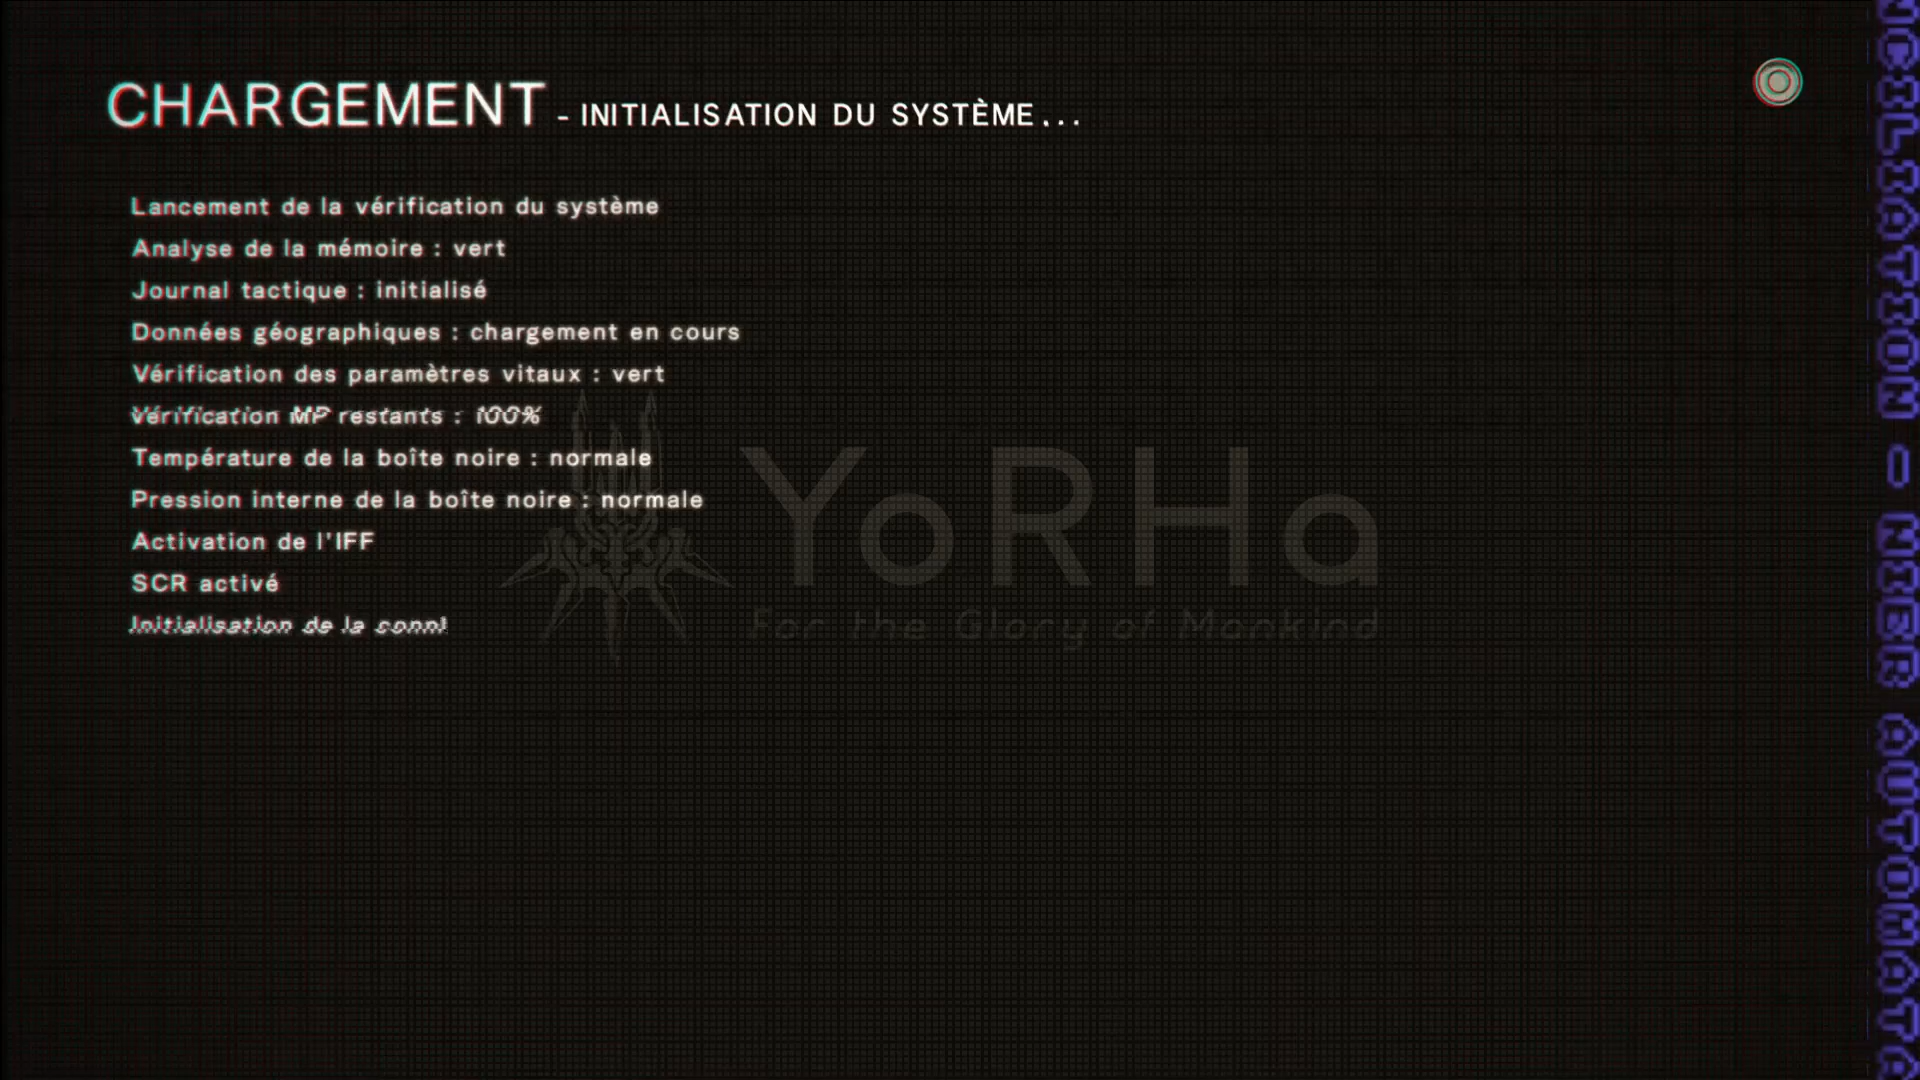 CHARGEMENT - INITIALISATION DU SYSTÈME...
Lancement de la vérification du système
Analyse de la mémoire : vert
Journal tactique : initialisé
Données géographiques : chargement en cours
Vérification des paramètres vitaux : vert
Vérification MP restants : 100%
Température de la boîte noire : normale
Pression interne de la boîte noire : normale
Activation de l'IFF
SCR activé
Initialisation de la
YoRHa
For the Glory of Mankind
NIER AUTOMATA